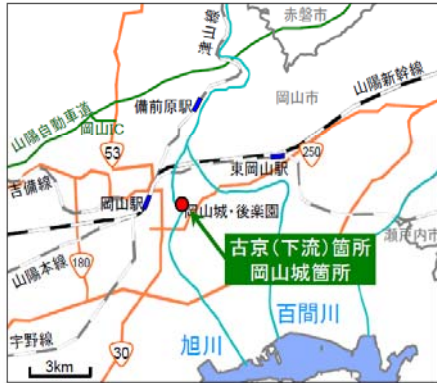 赤磐市
津山線
岡山市
山陽新幹線
備前原駅
山陽自動車道
岡山IC
53
東岡山駅
250
吉備線
岡山駅
岡山城・後楽園
古京(下流)箇所
岡山城箇所
瀬戸内市
山陽本線
180
百間川
旭川
宇野線
30
3km